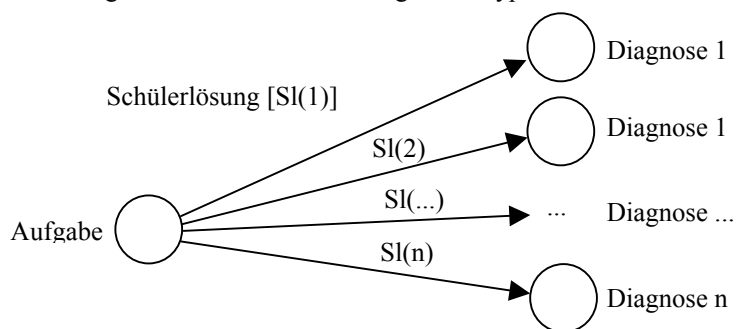 Diagnose 1
Schülerlösung [Sl(1)]
Diagnose 1
Sl(2)
Sl(...)
... Diagnose ...
Aufgabe
Sl(n)
Diagnose n